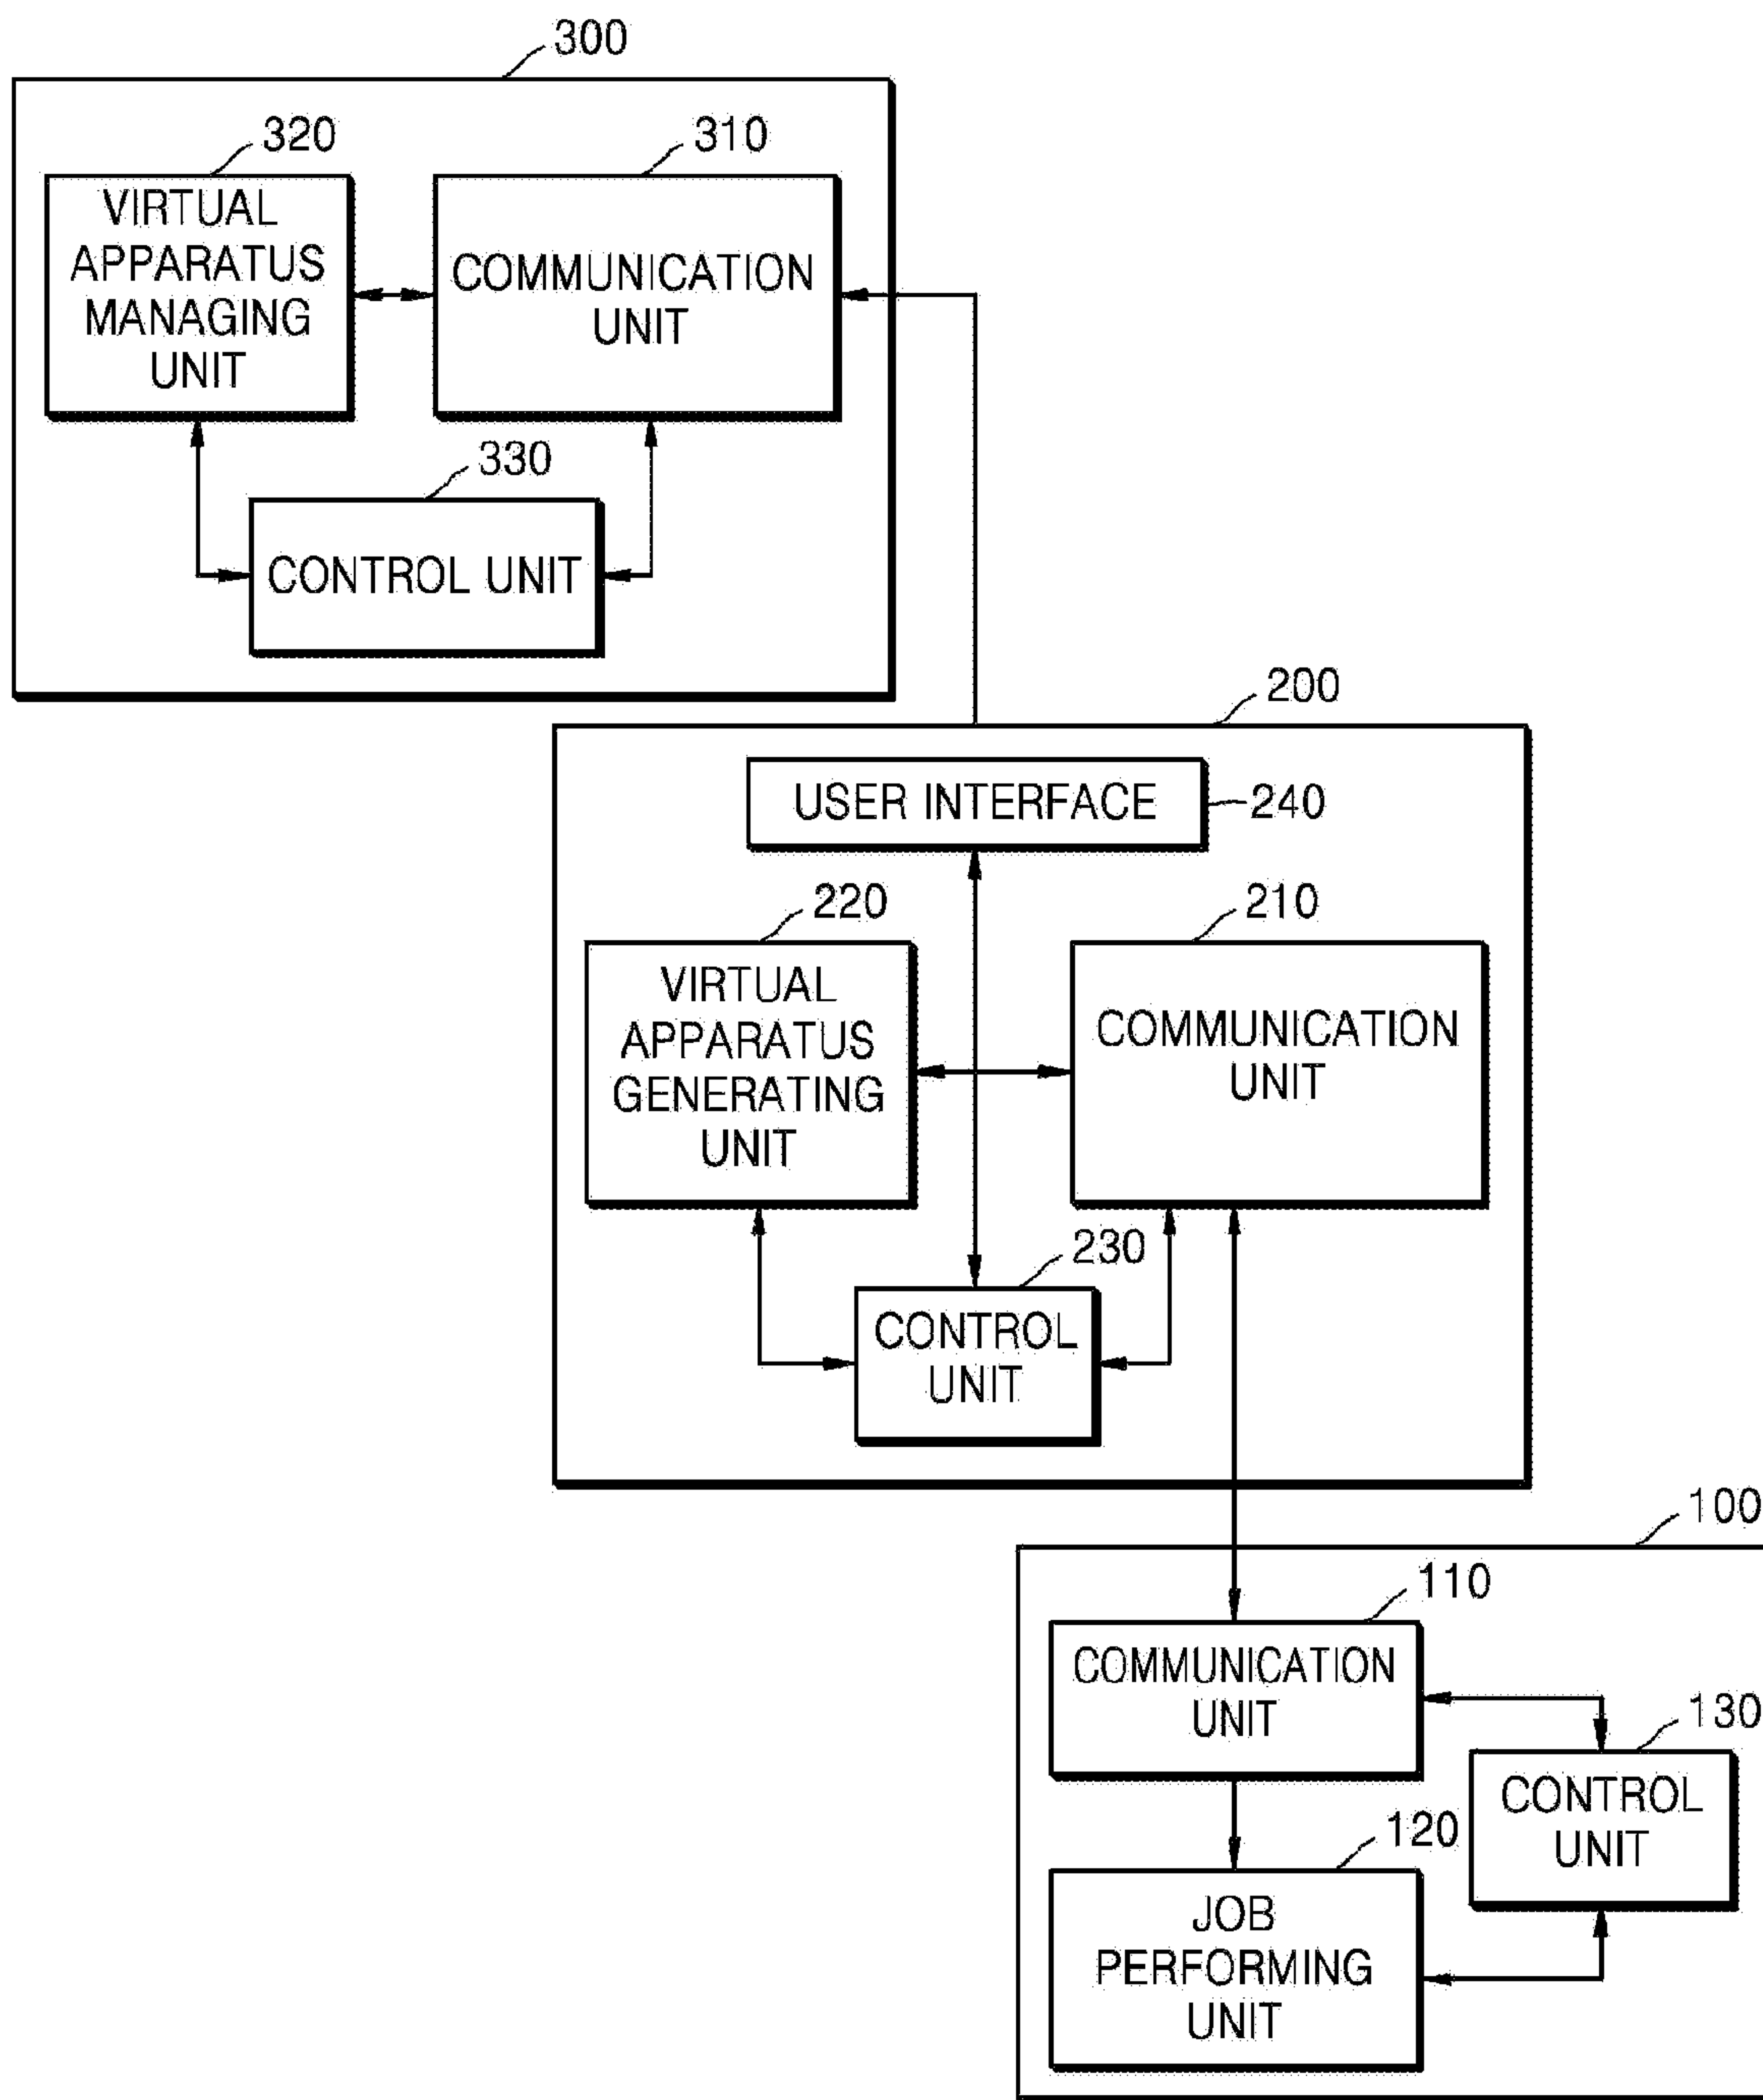 300
320
310
VIRTUAL
APPARATUS
MANAGING
UNIT
COMMUNICATION
UNIT
330
CONTROL UNIT
200
USER INTERFACE
240
220
210
VIRTUAL
APPARATUS
GENERATING
UNIT
COMMUNICATION
UNIT
230
CONTROL
UNIT
100
110
COMMUNICATION
UNIT
130
CONTROL
UNIT
120
JOB
PERFORMING
UNIT